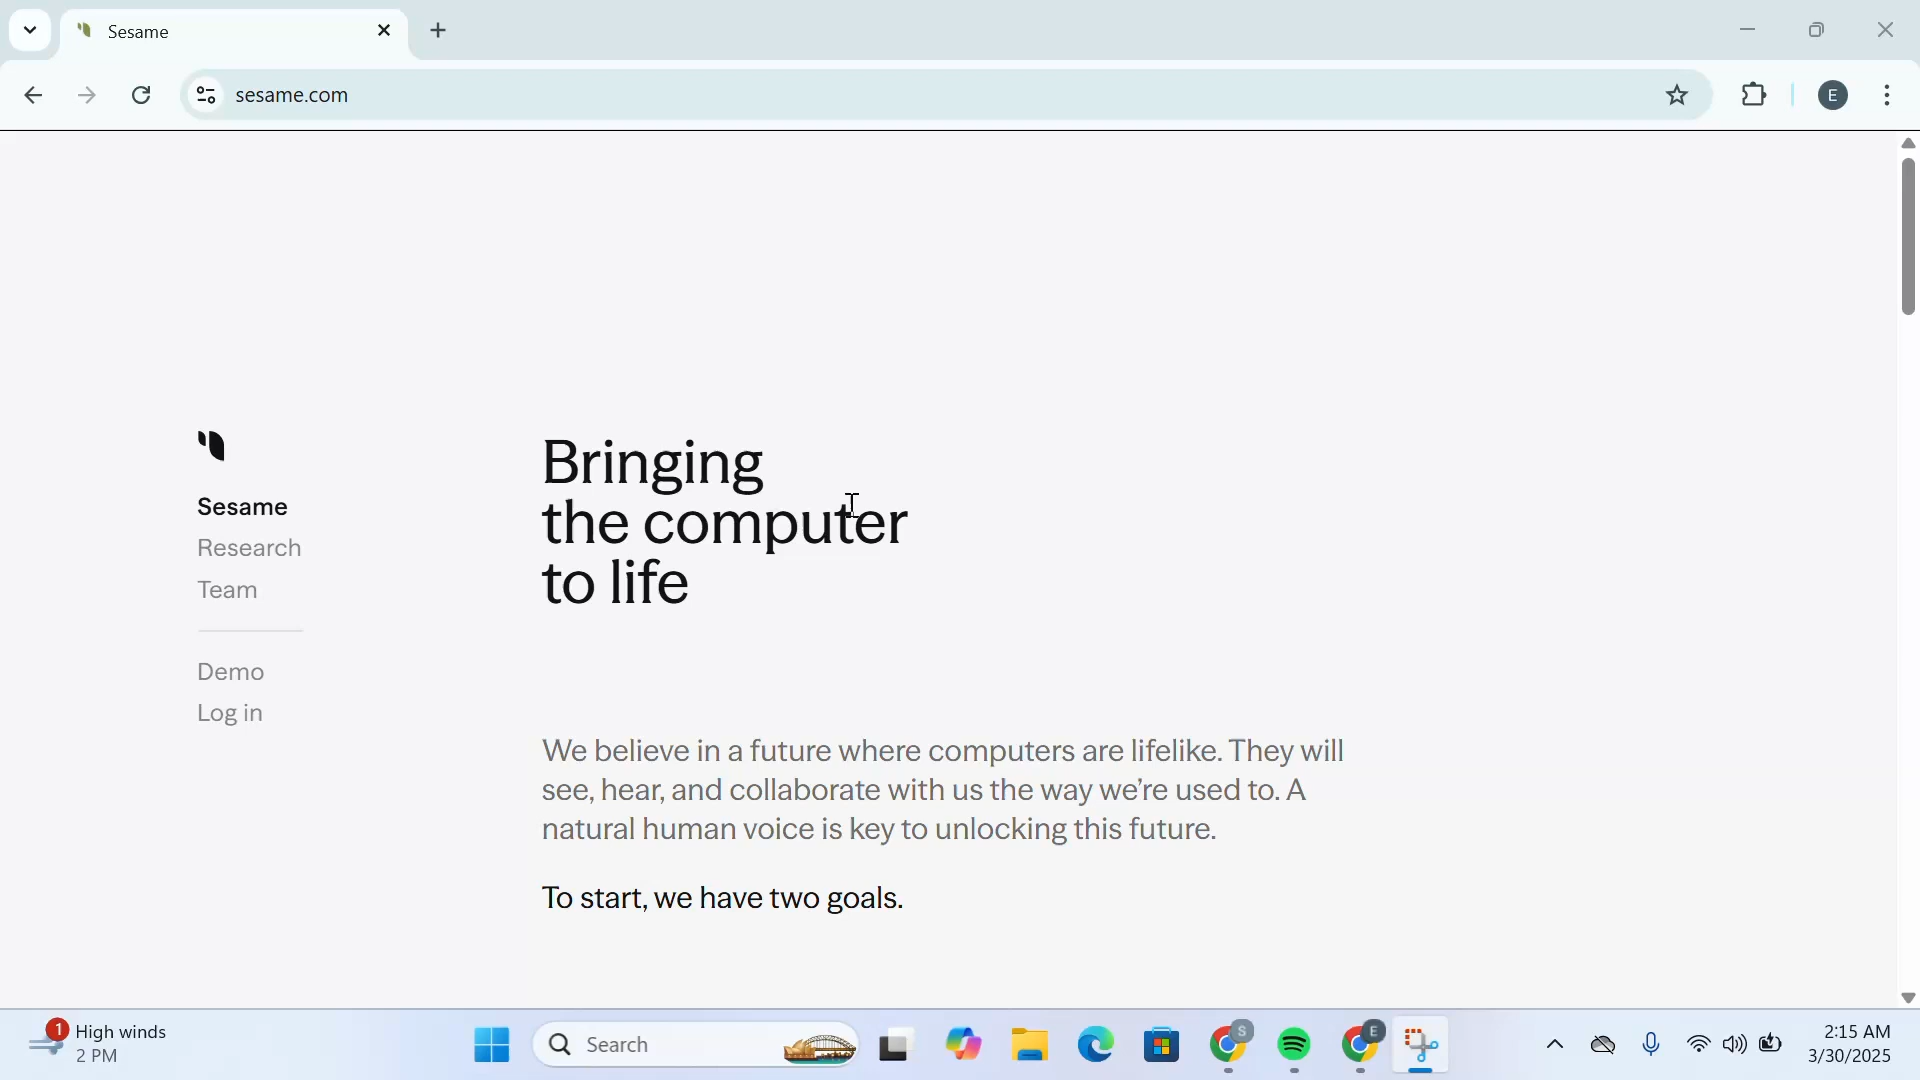 Sesame
sesame.com
E
Sesame
Research
Team
Demo
Log in
Bringing
the computer
to life
We believe in a future where computers are lifelike. They will
see, hear, and collaborate with us the way we’re used to. A
natural human voice is key to unlocking this future.
To start, we have two goals.
1
High winds
2 PM
Search
S
E
2:15 AM
3/30/2025